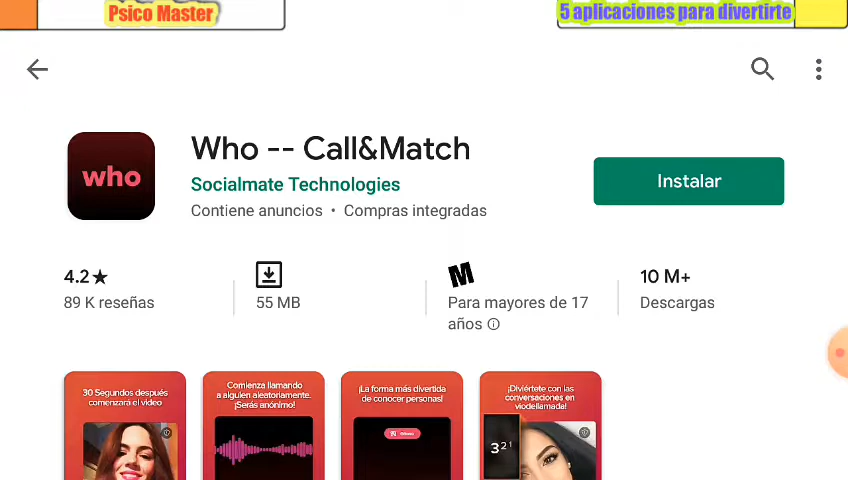 Psico Master
5 aplicaciones para divertirte
who
Who -- Call&Match
Socialmate Technologies
Contiene anuncios • Compras integradas
Instalar
4.2★
89 K reseñas
55 MB
Para mayores de 17
años
10 M+
Descargas
30 Segundos después
comenzará el video
Comienza llamando
a alguien aleatoriamente.
¡Serás anónimo!
¡La forma más divertida
de conocer personas!
¡Diviértete con las
conversaciones en
viodellamada!
3 2 1